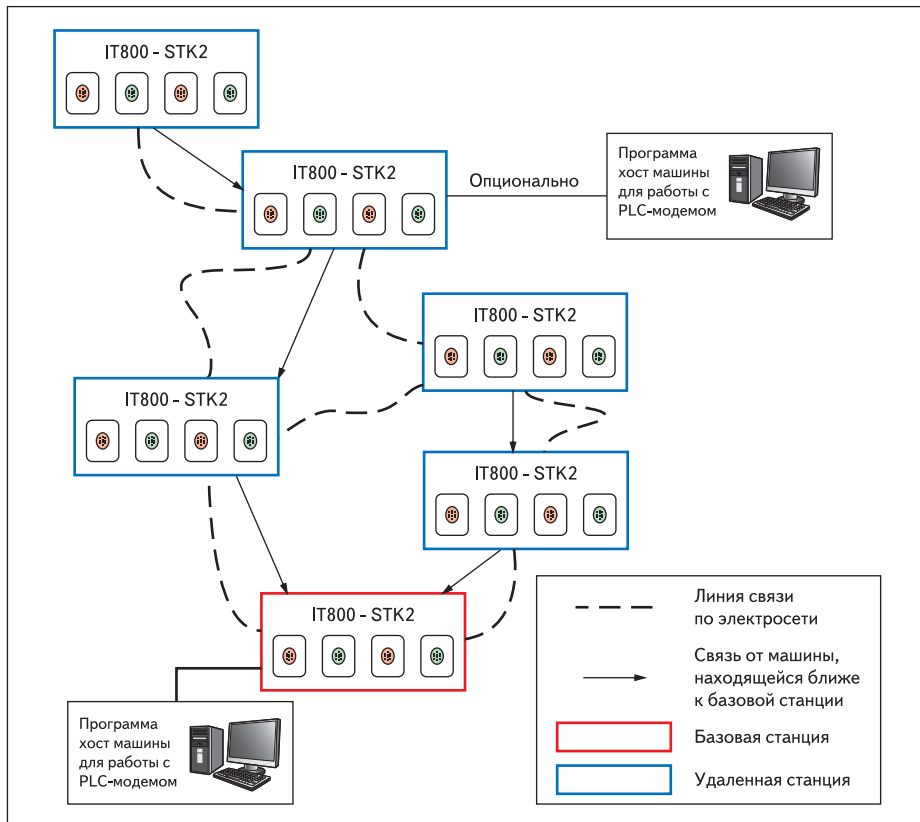 IT800 - STK2
IT800 - STK2
Опционально
Программа
хост машины
для работы с
PLC-модемом
IT800 - STK2
IT800 - STK2
IT800 - STK2
IT800 - STK2
Программа
хост машины
для работы с
PLC-модемом
Линия связи
по электросети
Связь от машины,
находящейся ближе
к базовой станции
Базовая станция
Удаленная станция